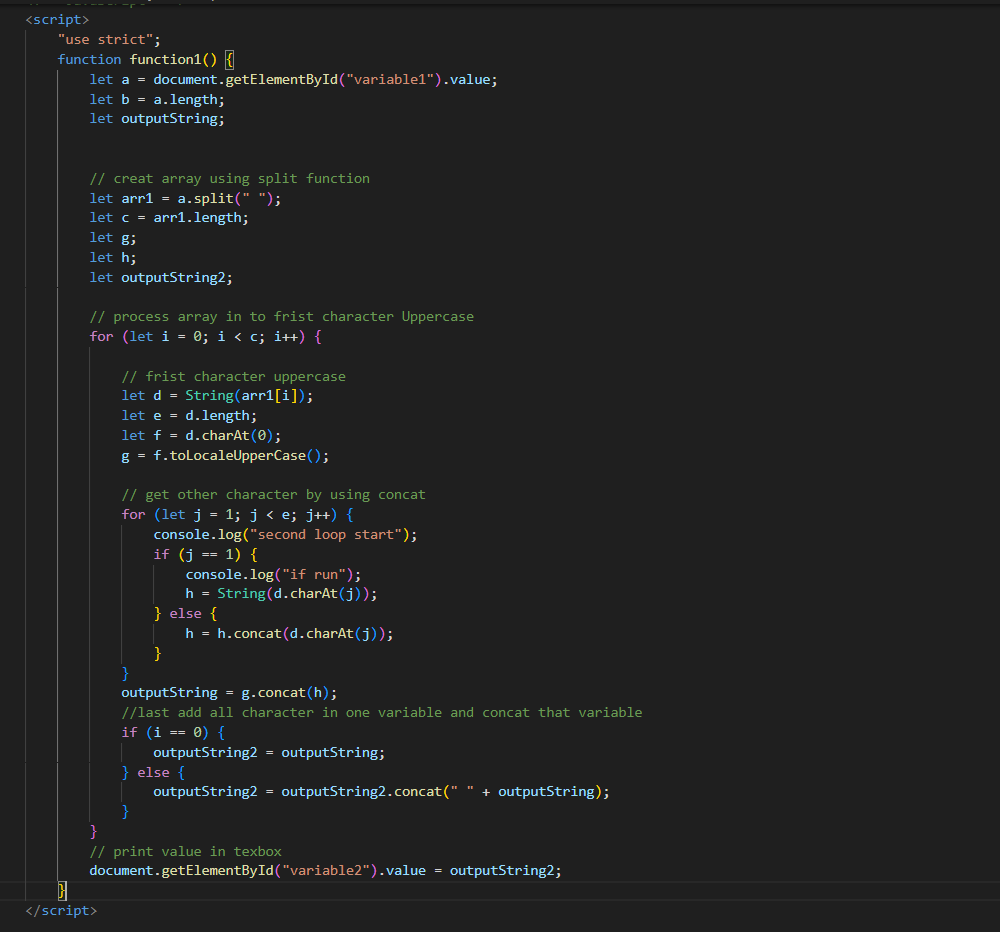 <script>
"use strict";
function function1() {
let a = document.getElementById("variable1").value;
let b = a.length;
let outputString;
// creat array using split function
let arr1 = a.split(" ");
let c = arr1.length;
let g;
let h;
let outputString2;
// process array in to frist character Uppercase
for (let i = 0; i < c; i++) {
// frist character uppercase
let d = String(arr1[i]);
let e = d.length;
let f = d.charAt(0);
g = f.toLocaleUpperCase();
// get other character by using concat
for (let j = 1; j < e; j++) {
console.log("second loop start");
if (j == 1) {
console.log("if run");
h = String(d.charAt(j));
} else {
h = h.concat(d.charAt(j));
}
}
outputString = g.concat(h);
//last add all character in one variable and concat that variable
if (i == 0) {
outputString2 = outputString;
} else {
outputString2 = outputString2.concat(" " + outputString);
}
}
// print value in texbox
document.getElementById("variable2").value = outputString2;
}
</script>